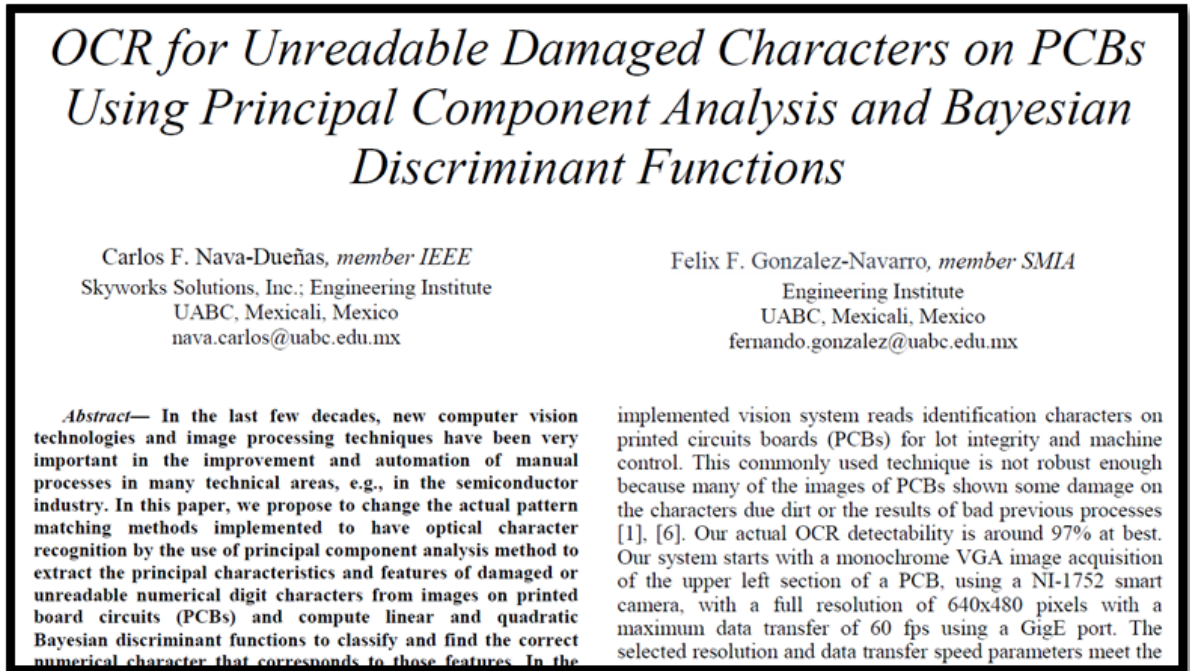 OCR for Unreadable Damaged Characters on PCBs
Using Principal Component Analysis and Bayesian
Discriminant Functions
Carlos F. Nava-Dueñas, member IEEE
Skyworks Solutions, Inc.; Engineering Institute
UABC, Mexicali, Mexico
nava.carlos@uabc.edu.mx
Felix F. Gonzalez-Navarro, member SMIA
Engineering Institute
UABC, Mexicali, Mexico
fernando.gonzalez@uabc.edu.mx
Abstract— In the last few decades, new computer vision
technologies and image processing techniques have been very
important in the improvement and automation of manual
processes in many technical areas, e.g., in the semiconductor
industry. In this paper, we propose to change the actual pattern
matching methods implemented to have optical character
recognition by the use of principal component analysis method to
extract the principal characteristics and features of damaged or
unreadable numerical digit characters from images on printed
board circuits (PCBs) and compute linear and quadratic
Bayesian discriminant functions to classify and find the correct
numerical character that corresponds to those features. In the
implemented vision system reads identification characters on
printed circuits boards (PCBs) for lot integrity and machine
control. This commonly used technique is not robust enough
because many of the images of PCBs shown some damage on
the characters due dirt or the results of bad previous processes
[1], [6]. Our actual OCR detectability is around 97% at best.
Our system starts with a monochrome VGA image acquisition
of the upper left section of a PCB, using a NI-1752 smart
camera, with a full resolution of 640x480 pixels with a
maximum data transfer of 60 fps using a GigE port. The
selected resolution and data transfer speed parameters meet the